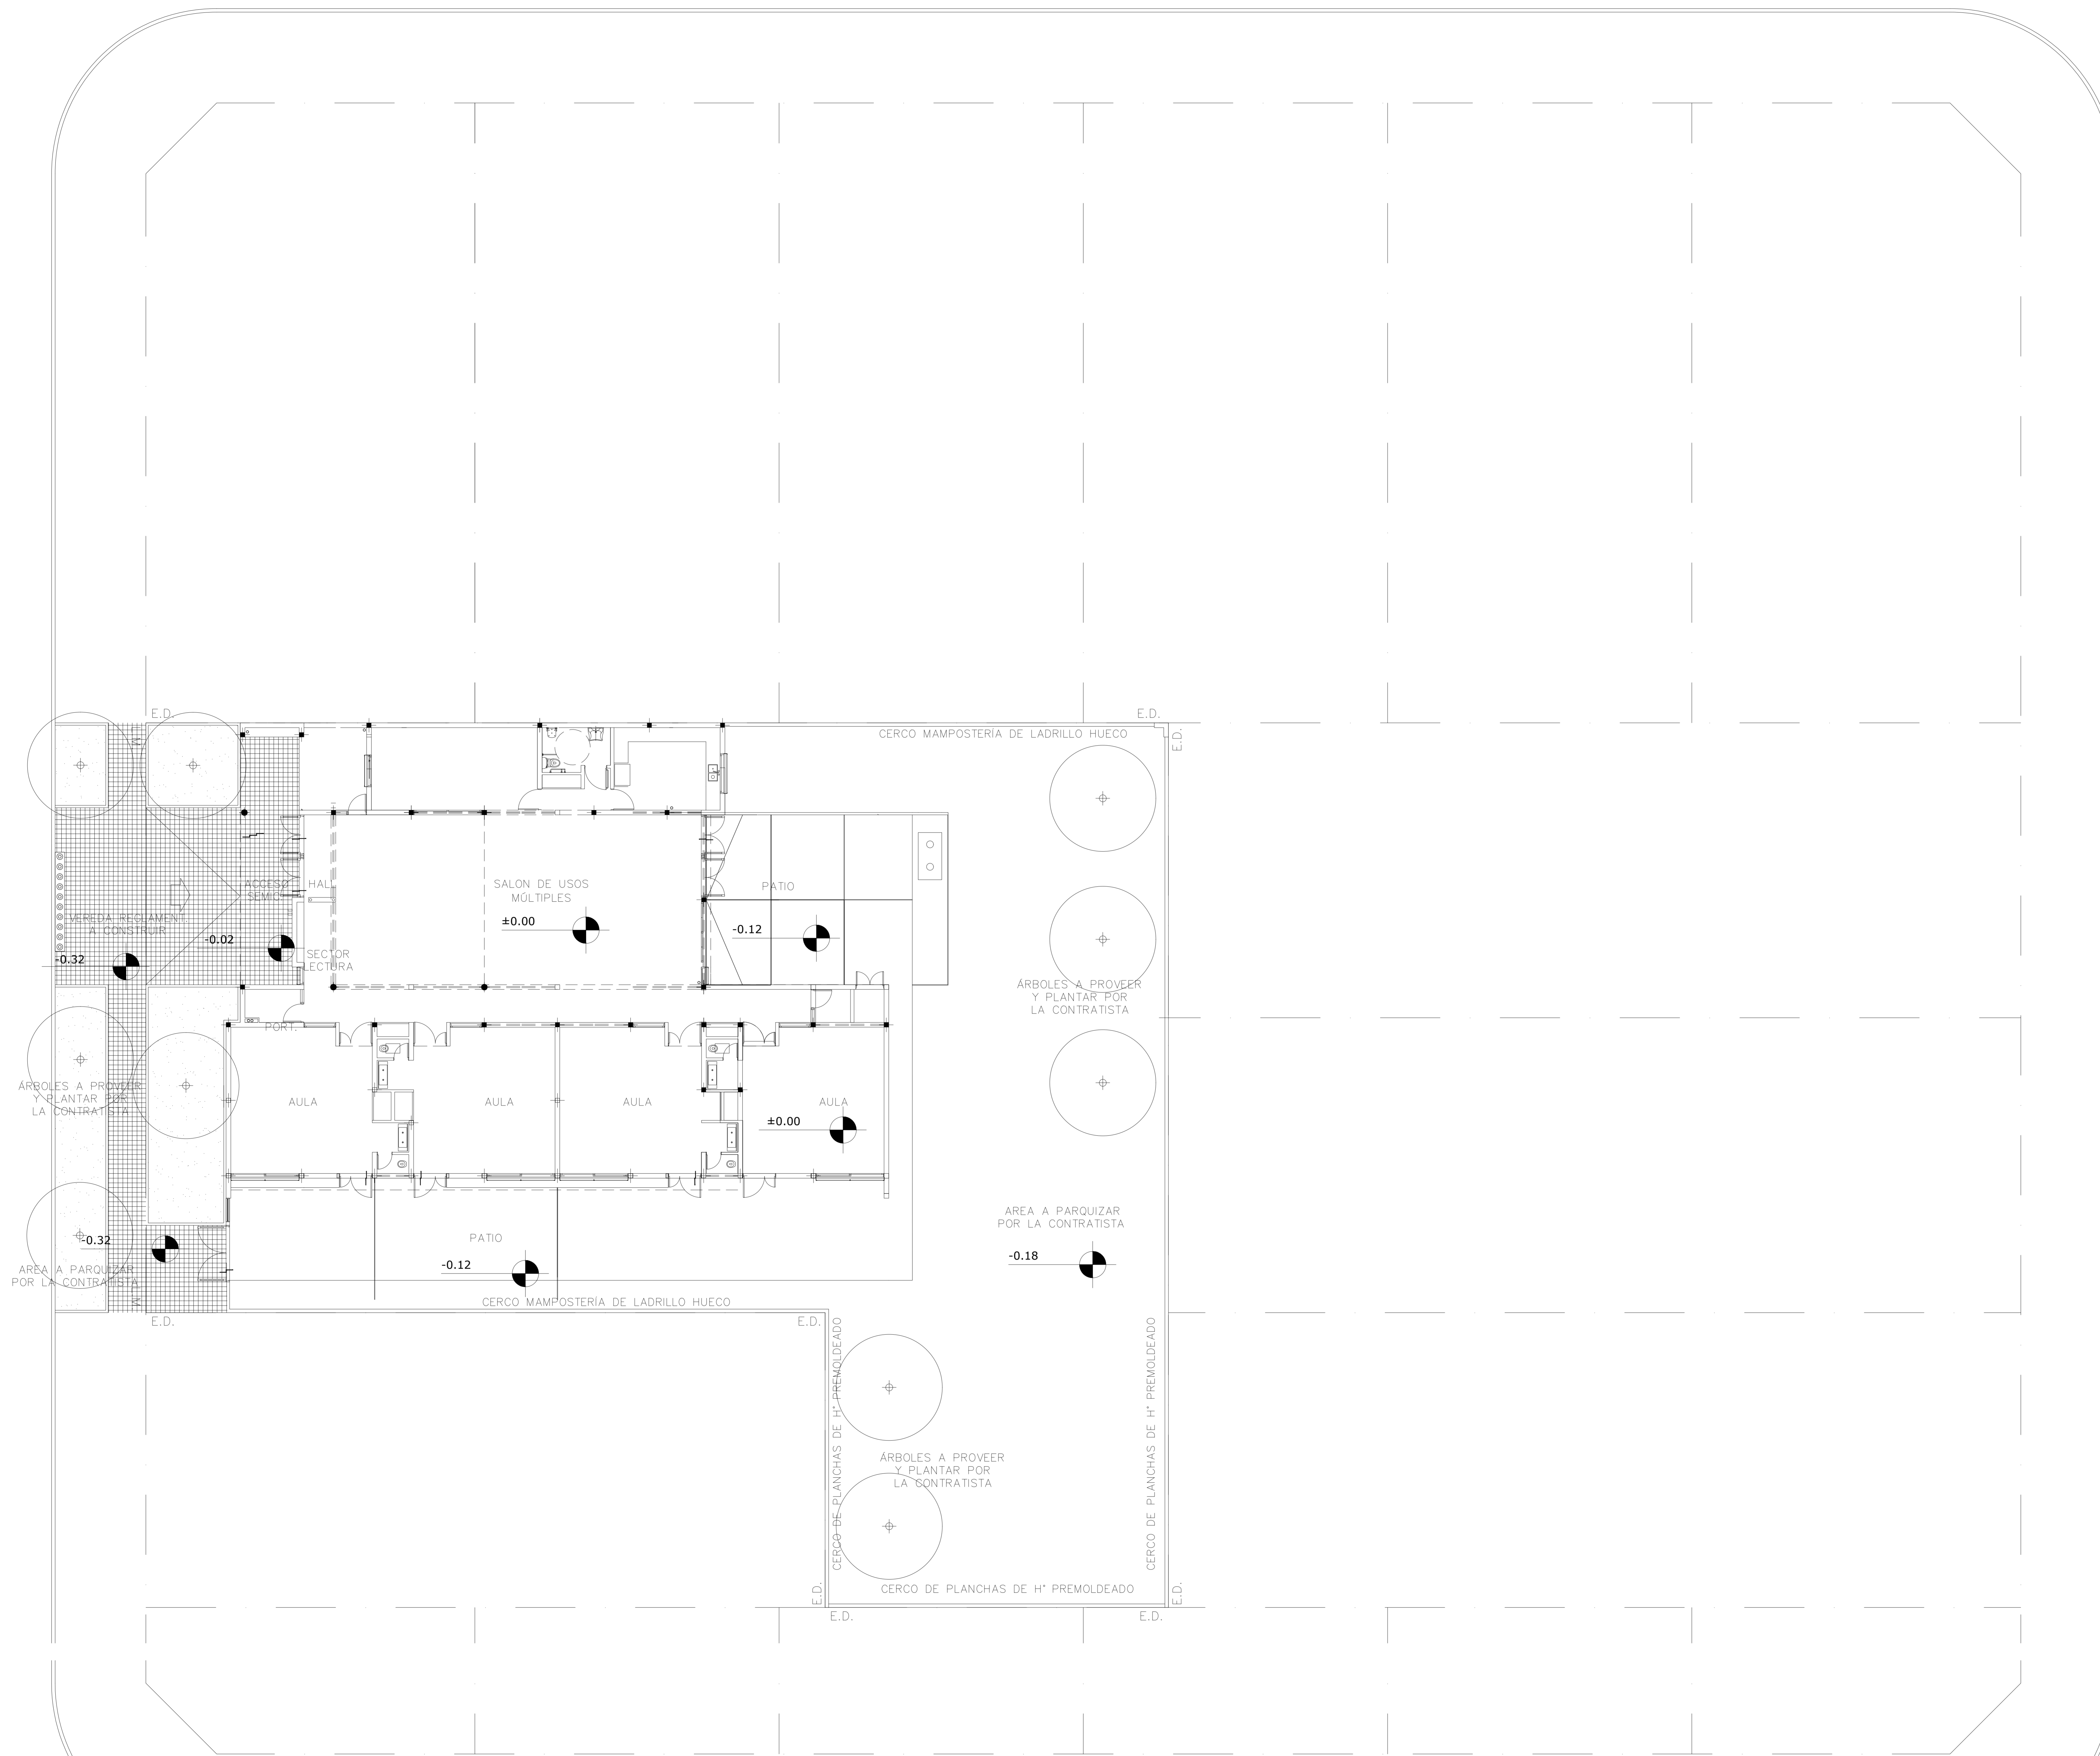 E.D.
E.D.
E.D.
CERCO MAMPOSTERÍA DE LADRILLO HUECO
ACCESO
SEMIC
HALL
SALON DE USOS
MÚLTIPLES
PATIO
VEREDA REGLAMENT.
A CONSTRUIR
±0.00
-0.12
-0.02
-0.32
SECTOR
LECTURA
ÁRBOLES A PROVEER
Y PLANTAR POR
LA CONTRATISTA
PORT.
ÁRBOLES A PROVEER
Y PLANTAR POR
LA CONTRATISTA
AULA
AULA
AULA
AULA
±0.00
AREA A PARQUIZAR
POR LA CONTRATISTA
-0.18
-0.32
PATIO
-0.12
AREA A PARQUIZAR
POR LA CONTRATISTA
CERCO MAMPOSTERÍA DE LADRILLO HUECO
E.D.
E.D.
CERCO DE PLANCHAS DE H° PREMOLDEADO
CERCO DE PLANCHAS DE H° PREMOLDEADO
ÁRBOLES A PROVEER
Y PLANTAR POR
LA CONTRATISTA
CERCO DE PLANCHAS DE H° PREMOLDEADO
E.D.
E.D.
E.D.
E.D.